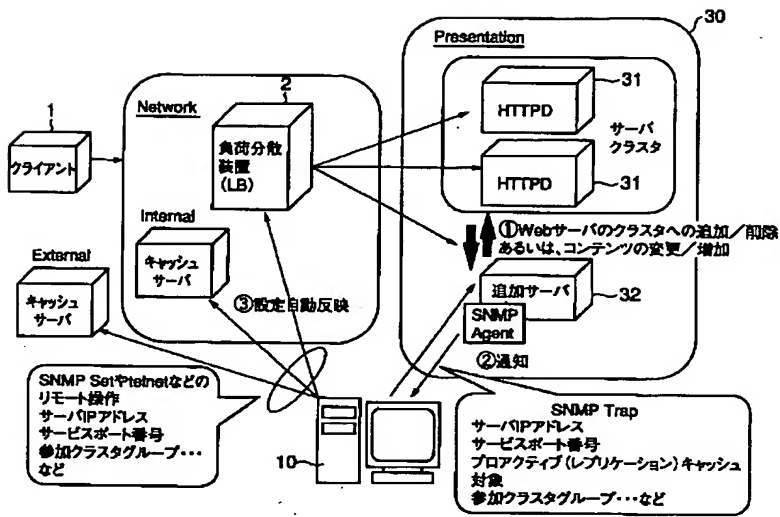 30
Presentation
31
HTTPD
サーバ
クラスタ
HTTPD
31
2
Network
負荷分散
装置
(LB)
1
クライアント
Internal
キャッシュ
サーバ
External
キャッシュ
サーバ
①Webサーバのクラスタへの追加/削除
あるいは、コンテンツの変更/増加
追加サーバ
32
SNMP
Agent
②通知
③設定自動反映
SNMP Setやtelnetなどの
リモート操作
サーバIPアドレス
サービスポート番号
参加クラスタグループ・・・
など
10
SNMP Trap
サーバIPアドレス
サービスポート番号
プロアクティブ(レプリケーション)キャッシュ
対象
参加クラスタグループ・・・など